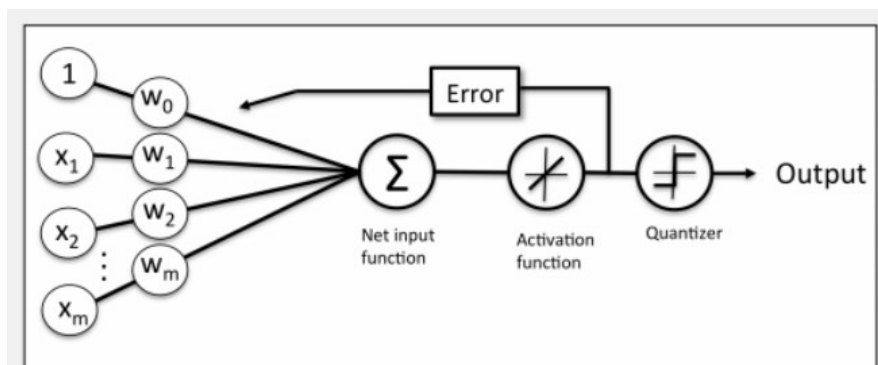 1
w₀
Error
x₁
w₁
Σ
Output
x₂
w₂
Net input
function
Activation
function
Quantizer
⋮
wₘ
xₘ